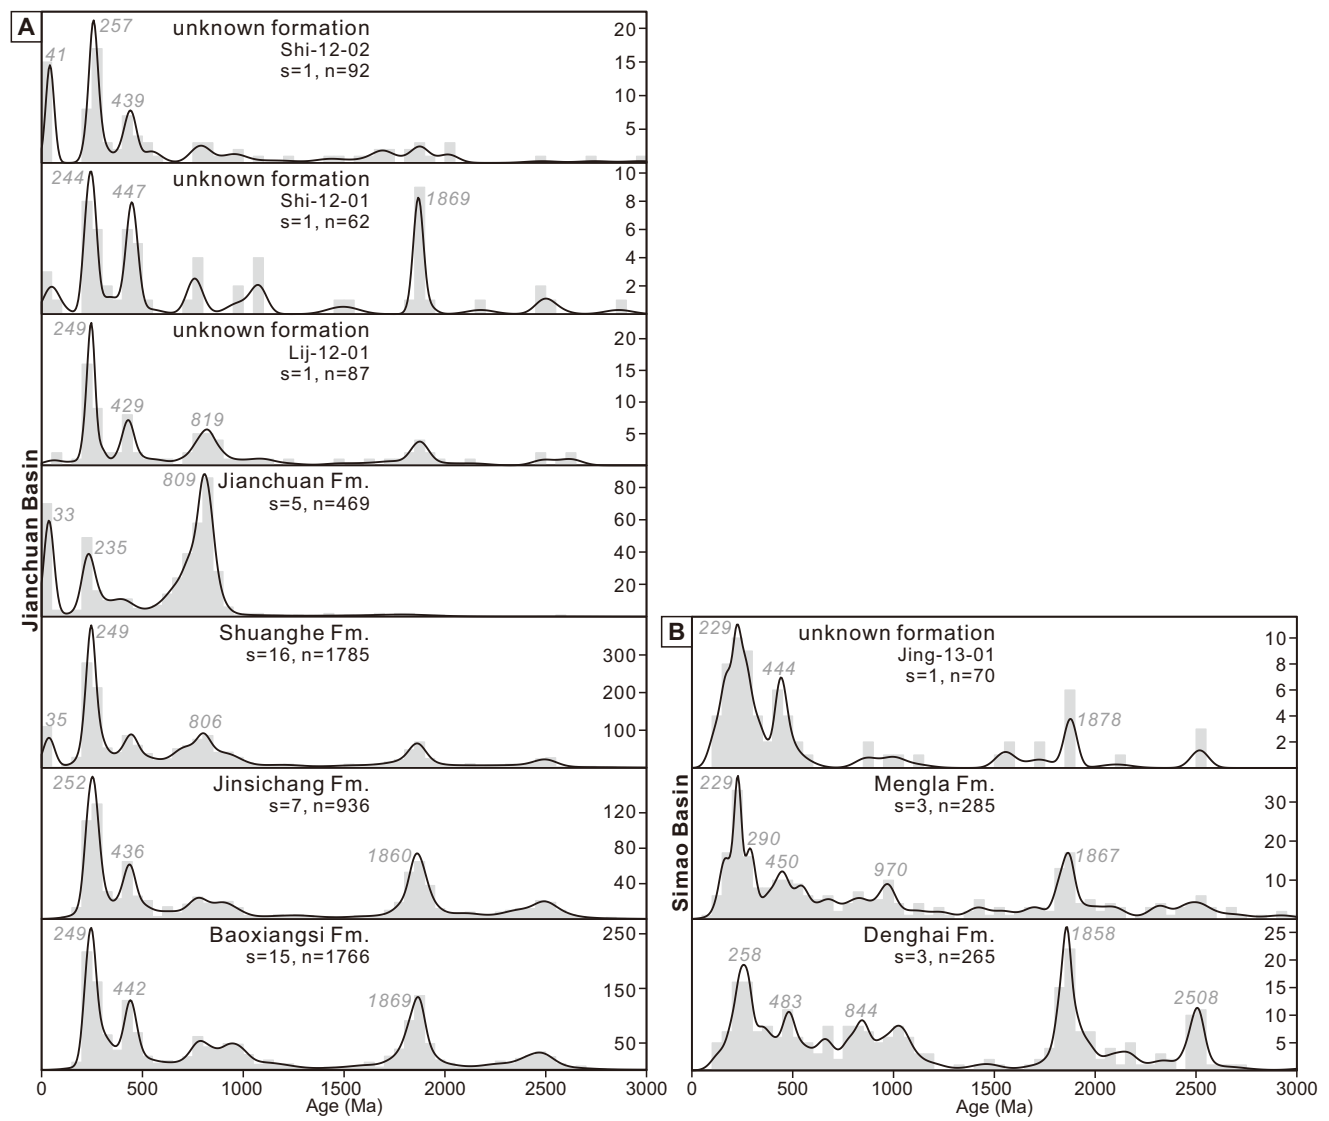 A
257
unknown formation
Shi-12-02
s=1, n=92
41
439
20
15
10
5
244
447
unknown formation
Shi-12-01
s=1, n=62
1869
10
8
6
4
2
249
429
819
unknown formation
Lij-12-01
s=1, n=87
20
15
10
5
Jianchuan Basin
33
235
809
Jianchuan Fm.
s=5, n=469
80
60
40
20
35
249
806
Shuanghe Fm.
s=16, n=1785
300
200
100
252
436
Jinsichang Fm.
s=7, n=936
1860
120
80
40
249
442
Baoxiangsi Fm.
s=15, n=1766
1869
250
150
50
0 500 1000 1500 2000 2500 3000
Age (Ma)
B
229
444
unknown formation
Jing-13-01
s=1, n=70
1878
10
8
6
4
2
Simao Basin
229
290
450
970
Mengla Fm.
s=3, n=285
1867
30
20
10
258
483
844
Denghai Fm.
s=3, n=265
1858
2508
25
20
15
10
5
0 500 1000 1500 2000 2500 3000
Age (Ma)